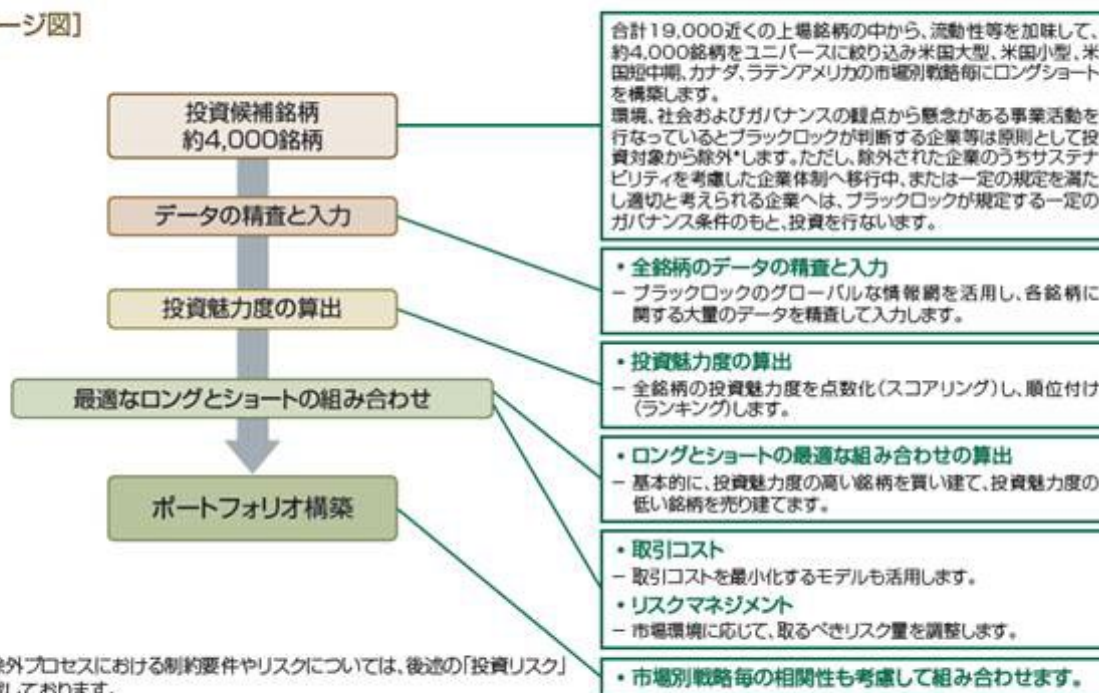 ージ図]
投資候補銘柄
約4,000銘柄
データの精査と入力
投資魅力度の算出
最適なロングとショートの組み合わせ
ポートフォリオ構築
合計19,000近くの上場銘柄の中から、流動性等を加味して、
約4,000銘柄をユニバースに絞り込み米国大型、米国小型、米
国短中期、カナダ、ラテンアメリカの市場別戦略毎にロングショート
を構築します。
環境、社会およびガバナンスの観点から懸念がある事業活動を
行なっているとブラックロックが判断する企業等は原則として投
資対象から除外*します。ただし、除外された企業のうちサステナ
ビリティを考慮した企業体制へ移行中、または一定の規定を満た
し適切と考えられる企業へは、ブラックロックが規定する一定の
ガバナンス条件のもと、投資を行ないます。
・全銘柄のデータの精査と入力
− ブラックロックのグローバルな情報網を活用し、各銘柄に
関する大量のデータを精査して入力します。
・投資魅力度の算出
− 全銘柄の投資魅力度を点数化(スコアリング)し、順位付け
(ランキング)します。
・ロングとショートの最適な組み合わせの算出
− 基本的に、投資魅力度の高い銘柄を買い建て、投資魅力度の
低い銘柄を売り建てます。
・取引コスト
− 取引コストを最小化するモデルも活用します。
・リスクマネジメント
− 市場環境に応じて、取るべきリスク量を調整します。
・市場別戦略毎の相関性も考慮して組み合わせます。
除外プロセスにおける制約要件やリスクについては、後述の「投資リスク」
しております。